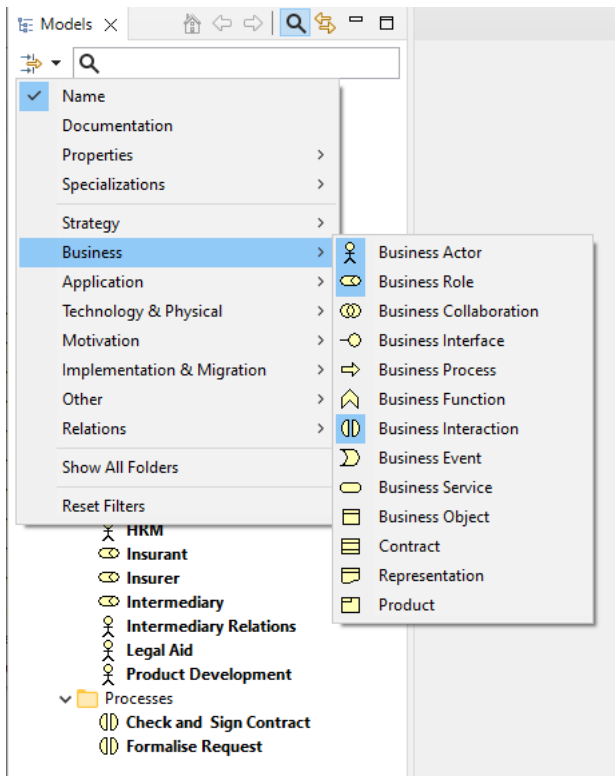 Models
Name
Documentation
Properties
Specializations
Strategy
Business
Application
Technology & Physical
Motivation
Implementation & Migration
Other
Relations
Show All Folders
Reset Filters
Business Actor
Business Role
Business Collaboration
Business Interface
Business Process
Business Function
Business Interaction
Business Event
Business Service
Business Object
Contract
Representation
Product
HRM
Insurant
Insurer
Intermediary
Intermediary Relations
Legal Aid
Product Development
Processes
Check and Sign Contract
Formalise Request